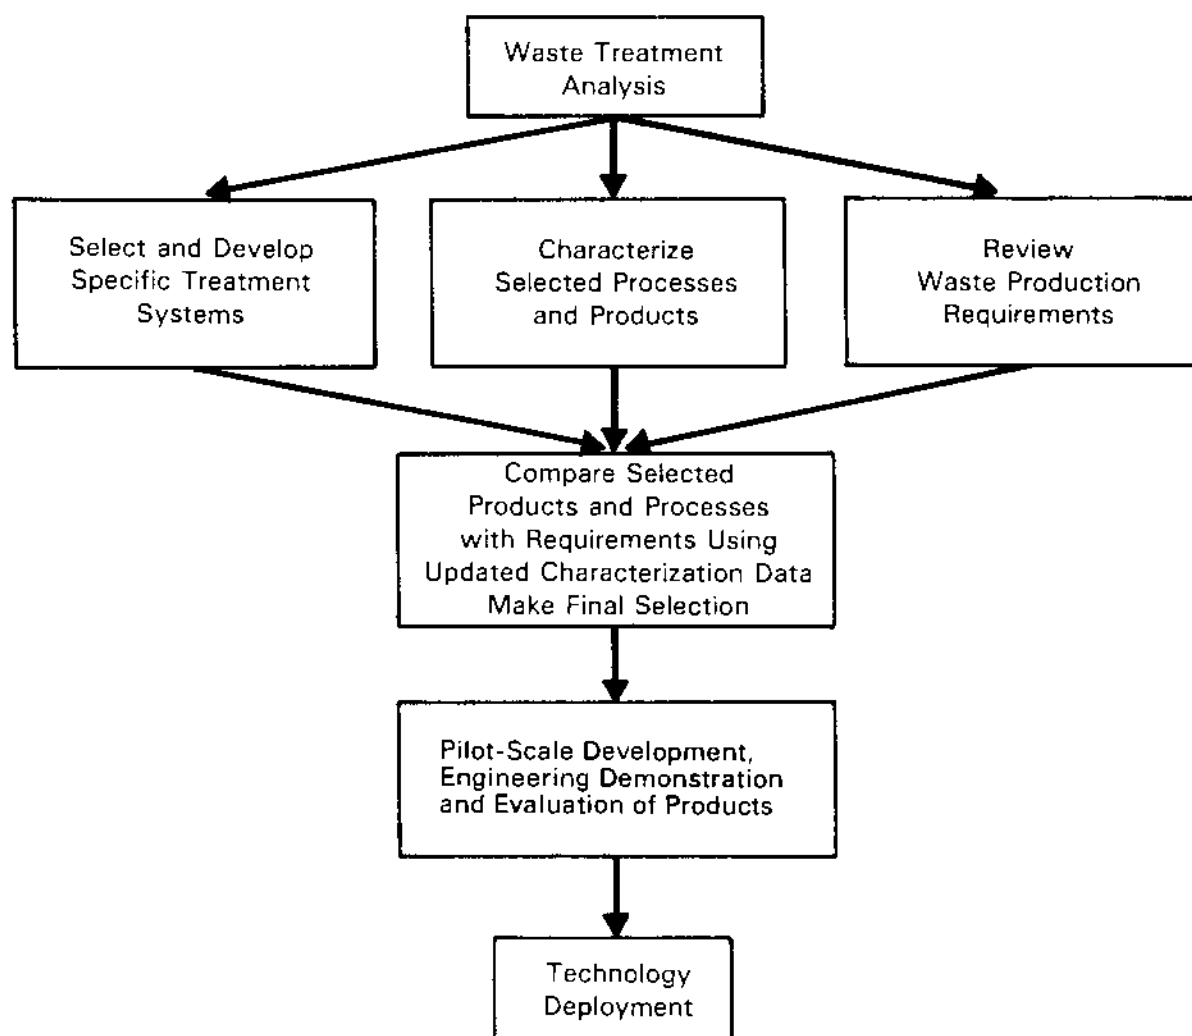 Waste Treatment
Analysis
Select and Develop
Specific Treatment
Systems
Characterize
Selected Processes
and Products
Review
Waste Production
Requirements
Compare Selected
Products and Processes
with Requirements Using
Updated Characterization Data
Make Final Selection
Pilot-Scale Development,
Engineering Demonstration
and Evaluation of Products
Technology
Deployment